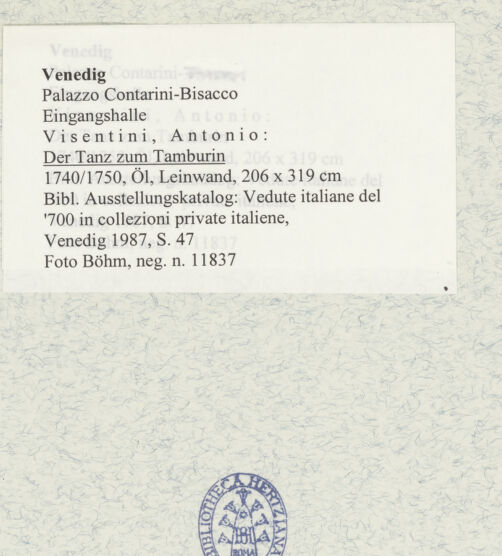 Venedig
Palazzo Contarini-Bisacco
Eingangshalle
Visentini, Antonio:
Der Tanz zum Tamburin
1740/1750, Öl, Leinwand, 206 x 319 cm
Bibl. Ausstellungskatalog: Vedute italiane del
'700 in collezioni private italiene,
Venedig 1987, S. 47
Foto Böhm, neg. n. 11837
BIBLIOTHECA HERTZIANA
BH
ROMA